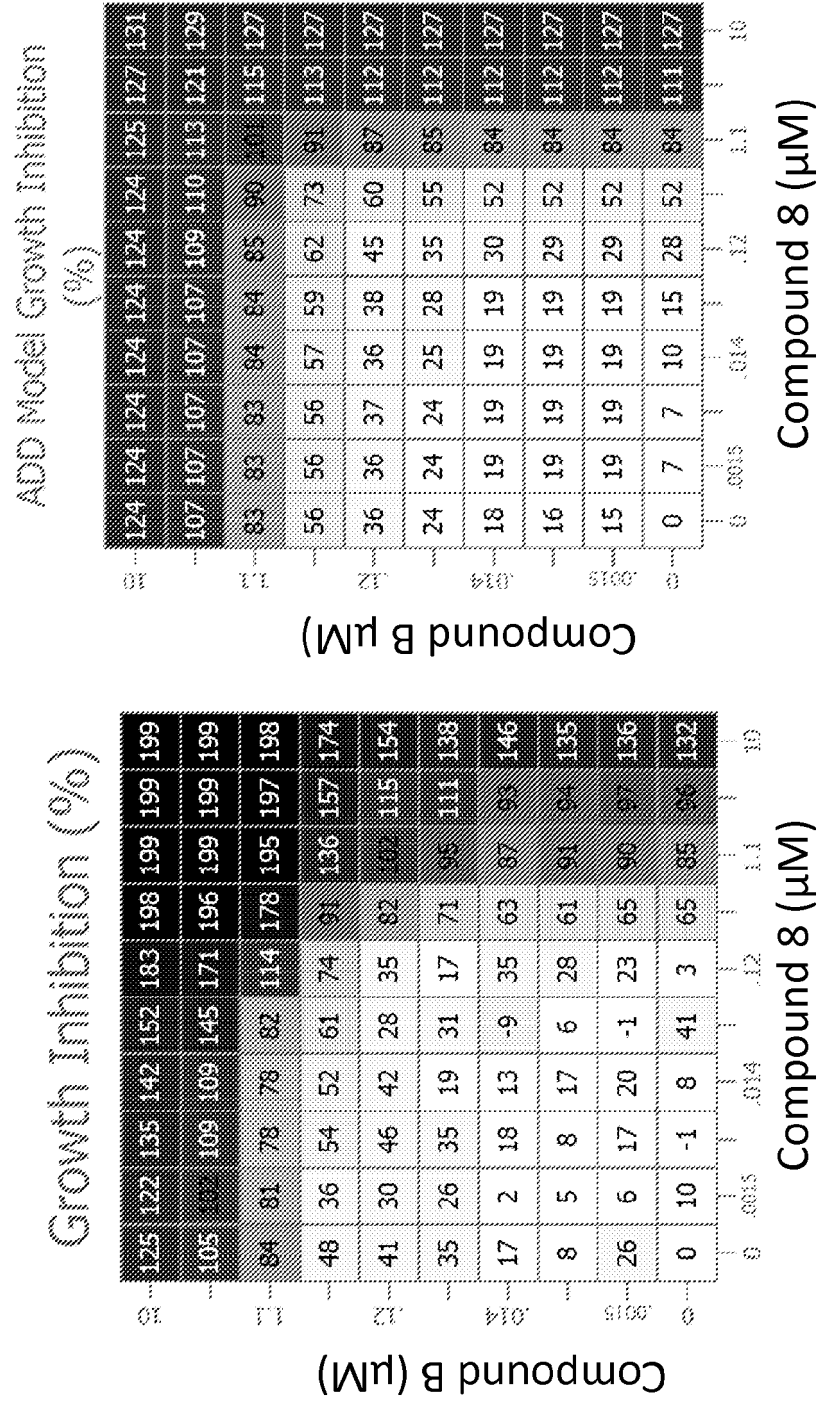 Growth Inhibition (%)
Compound B (µM)
10 125 122 135 142 152 183 198 199 199 199
105 102 109 109 145 171 196 199 199 199
1.1 84 81 78 78 82 114 178 195 197 198
48 36 54 52 61 74 91 136 157 174
.12 41 30 46 42 28 35 82 102 115 154
35 26 35 19 31 17 71 95 111 138
.014 17 2 18 13 -9 35 63 87 93 146
8 5 8 17 6 28 61 91 94 135
.0015 26 6 17 20 -1 23 65 90 97 136
0 0 10 -1 8 41 3 65 85 96 132
0 .0015 .014 .12 1.1 10
Compound 8 (µM)
ADD Model Growth Inhibition
(%)
Compound B µM)
10 124 124 124 124 124 124 124 125 127 131
107 107 107 107 107 109 110 113 121 129
1.1 83 83 83 84 84 85 90 101 115 127
56 56 56 57 59 62 73 91 113 127
.12 36 36 37 36 38 45 60 87 112 127
24 24 24 25 28 35 55 85 112 127
.014 18 19 19 19 19 30 52 84 112 127
16 19 19 19 19 29 52 84 112 127
.0015 15 19 19 19 19 29 52 84 112 127
0 0 7 7 10 15 28 52 84 111 127
0 .0015 .014 .12 1.1 10
Compound 8 (µM)